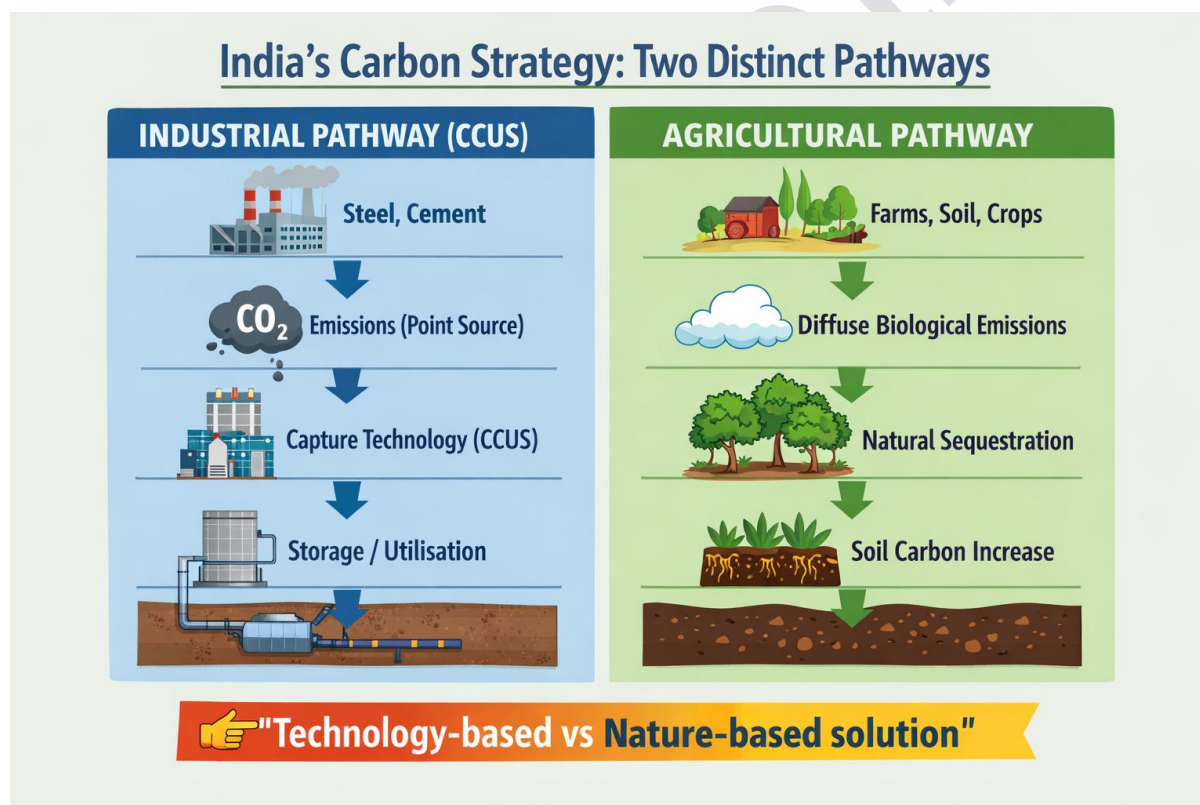 India's Carbon Strategy: Two Distinct Pathways
INDUSTRIAL PATHWAY (CCUS)
Steel, Cement
CO₂
Emissions (Point Source)
Capture Technology (CCUS)
Storage / Utilisation
AGRICULTURAL PATHWAY
Farms, Soil, Crops
Diffuse Biological Emissions
Natural Sequestration
Soil Carbon Increase
"Technology-based vs Nature-based solution"